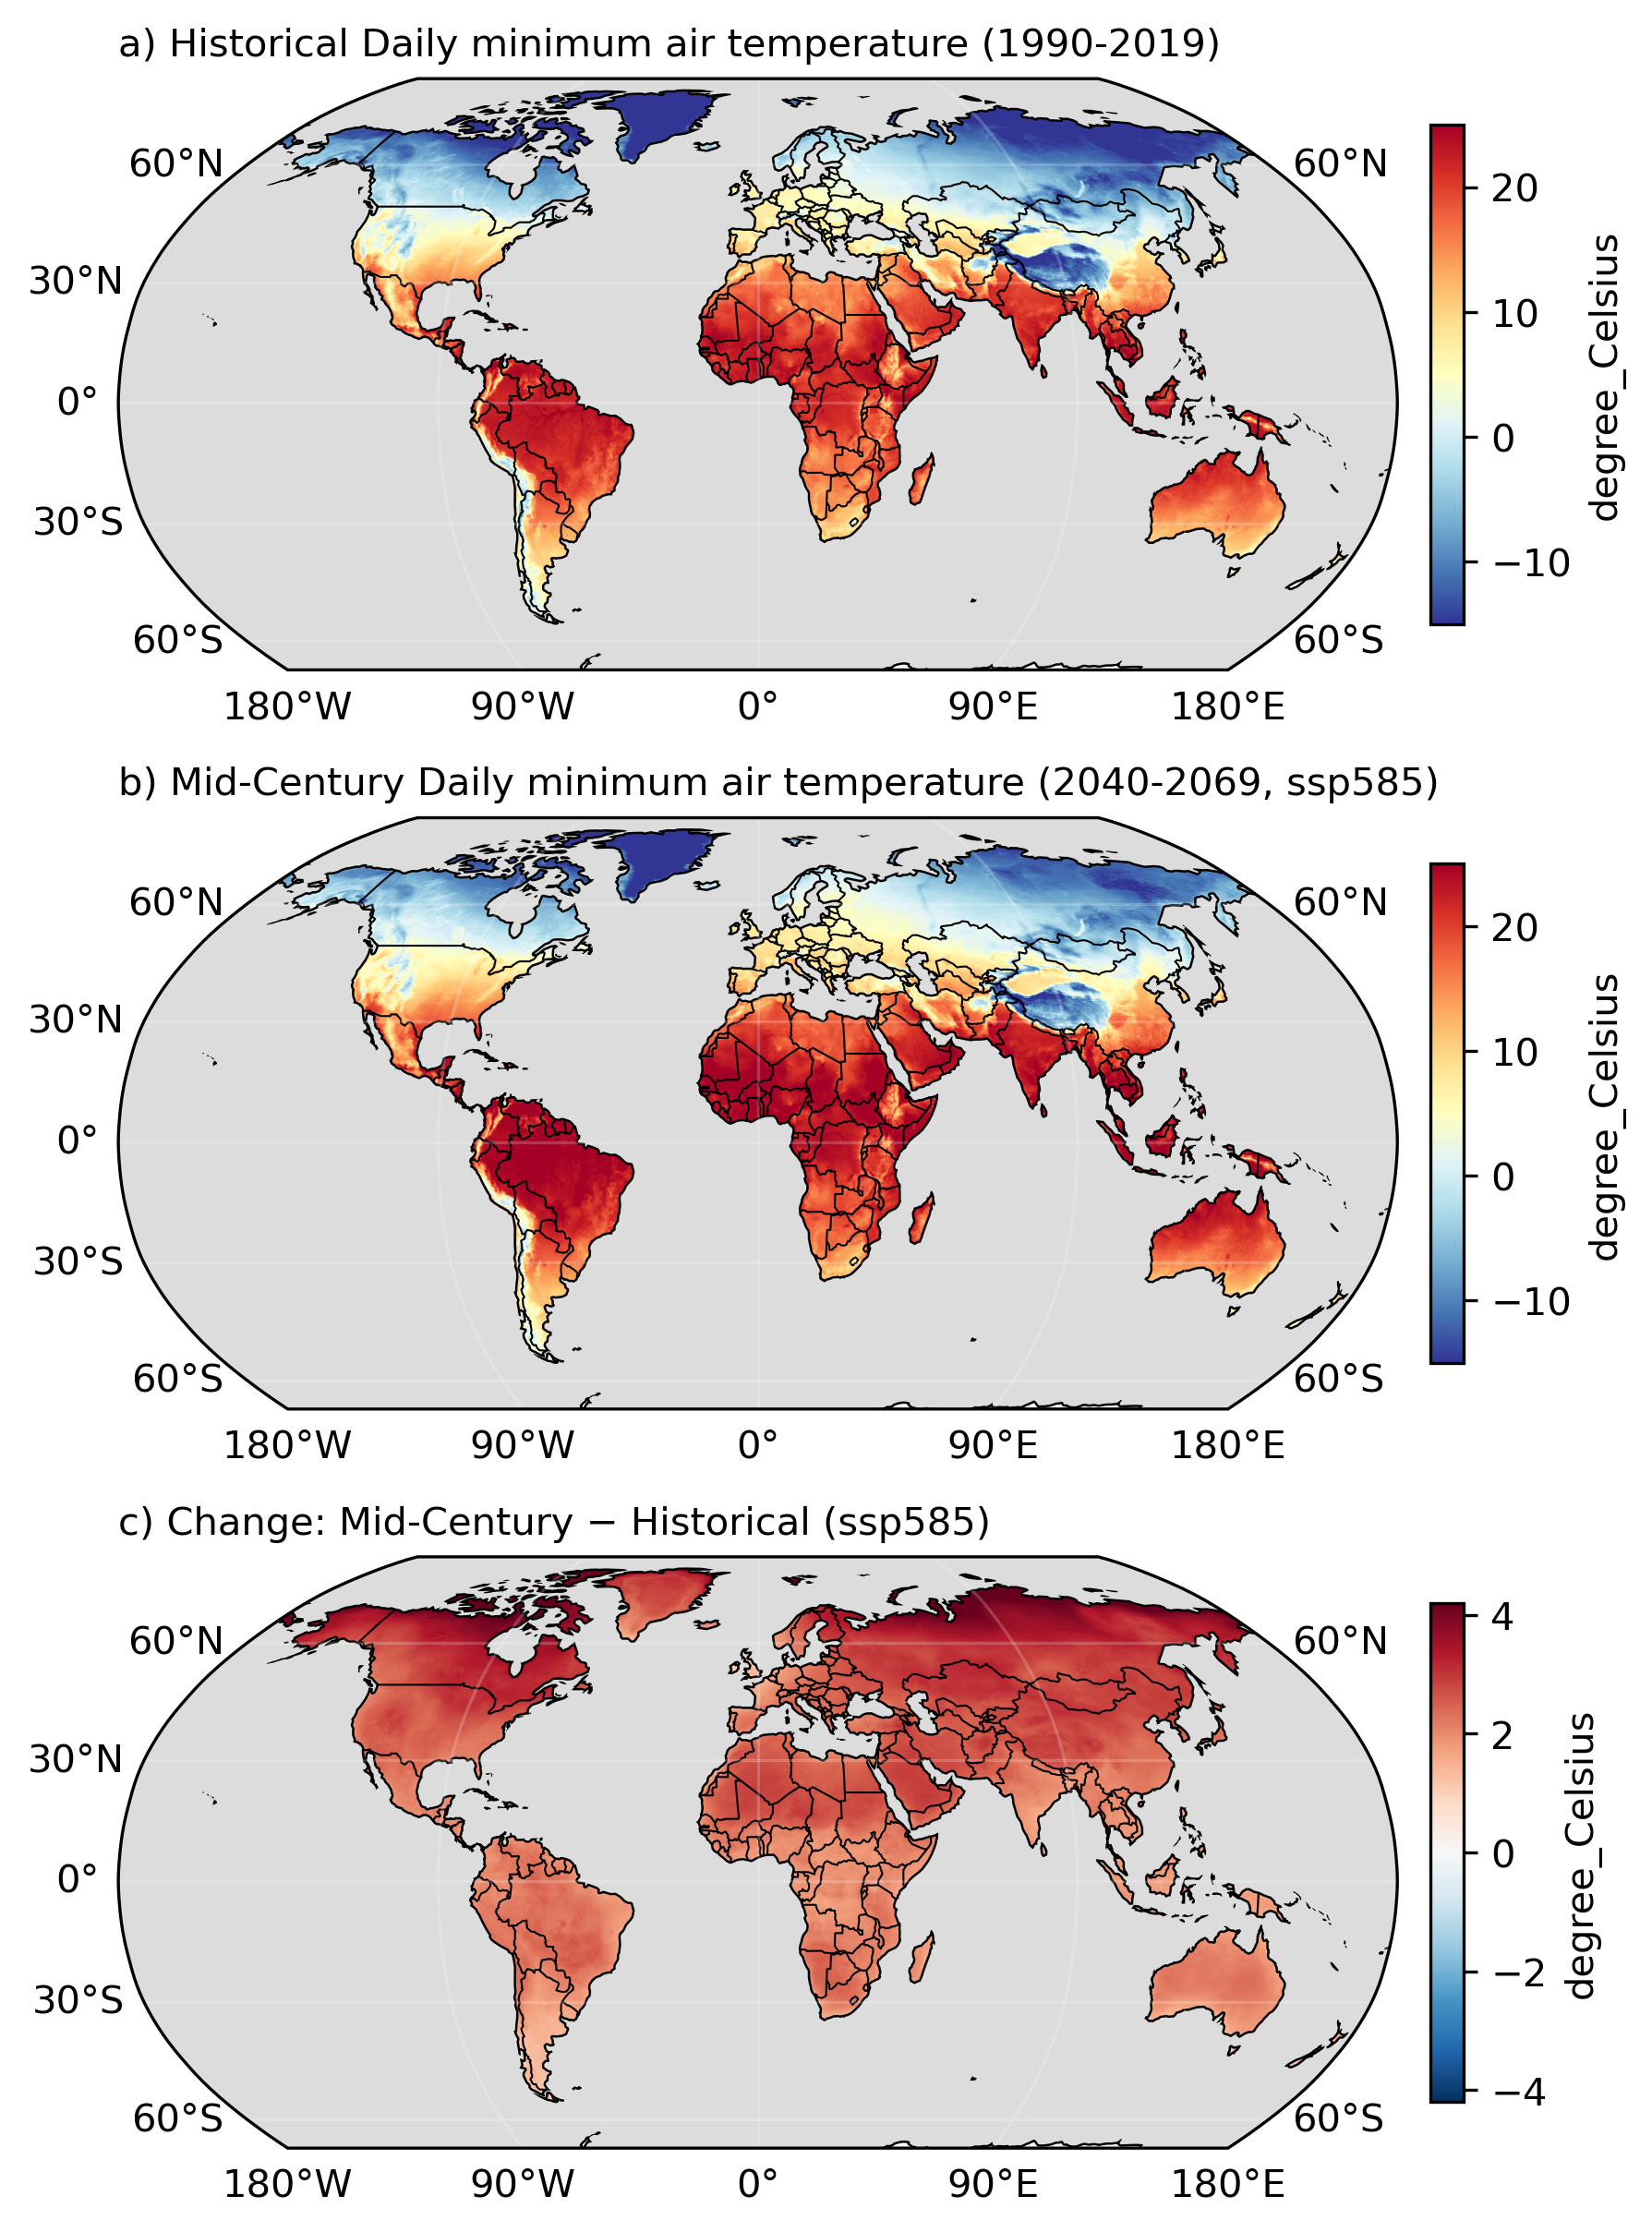 a) Historical Daily minimum air temperature (1990-2019)
60°N
60°N
30°N
0°
30°S
60°S
60°S
180°W
90°W
0°
90°E
180°E
20
10
0
−10
degree_Celsius
b) Mid-Century Daily minimum air temperature (2040-2069, ssp585)
60°N
60°N
30°N
0°
30°S
60°S
60°S
180°W
90°W
0°
90°E
180°E
20
10
0
−10
degree_Celsius
c) Change: Mid-Century − Historical (ssp585)
60°N
60°N
30°N
0°
30°S
60°S
60°S
180°W
90°W
0°
90°E
180°E
4
2
0
−2
−4
degree_Celsius